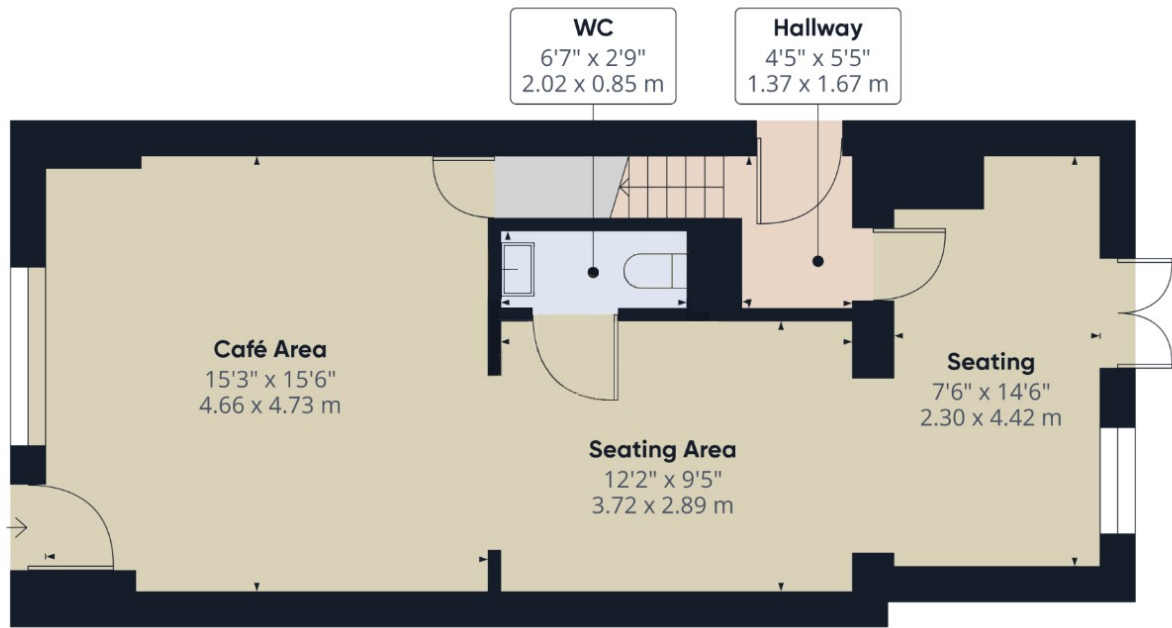 WC
6'7" x 2'9"
2.02 x 0.85 m
Hallway
4'5" x 5'5"
1.37 x 1.67 m
Café Area
15'3" x 15'6"
4.66 x 4.73 m
Seating Area
12'2" x 9'5"
3.72 x 2.89 m
Seating
7'6" x 14'6"
2.30 x 4.42 m